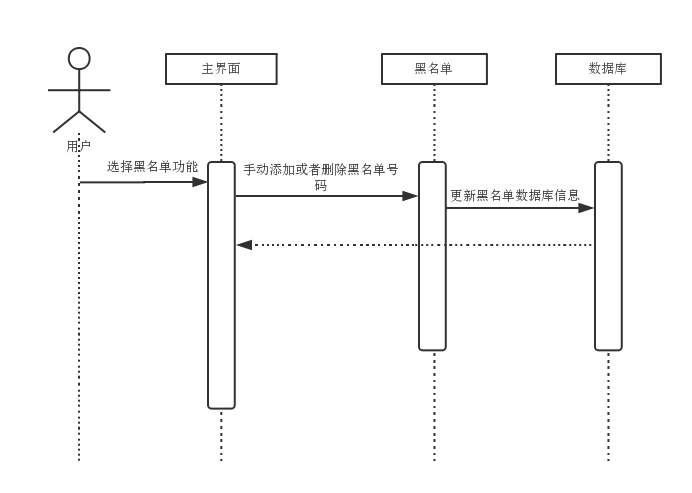 主界面
黑名单
数据库
用户
选择黑名单功能
手动添加或者删除黑名单号
码
更新黑名单数据库信息